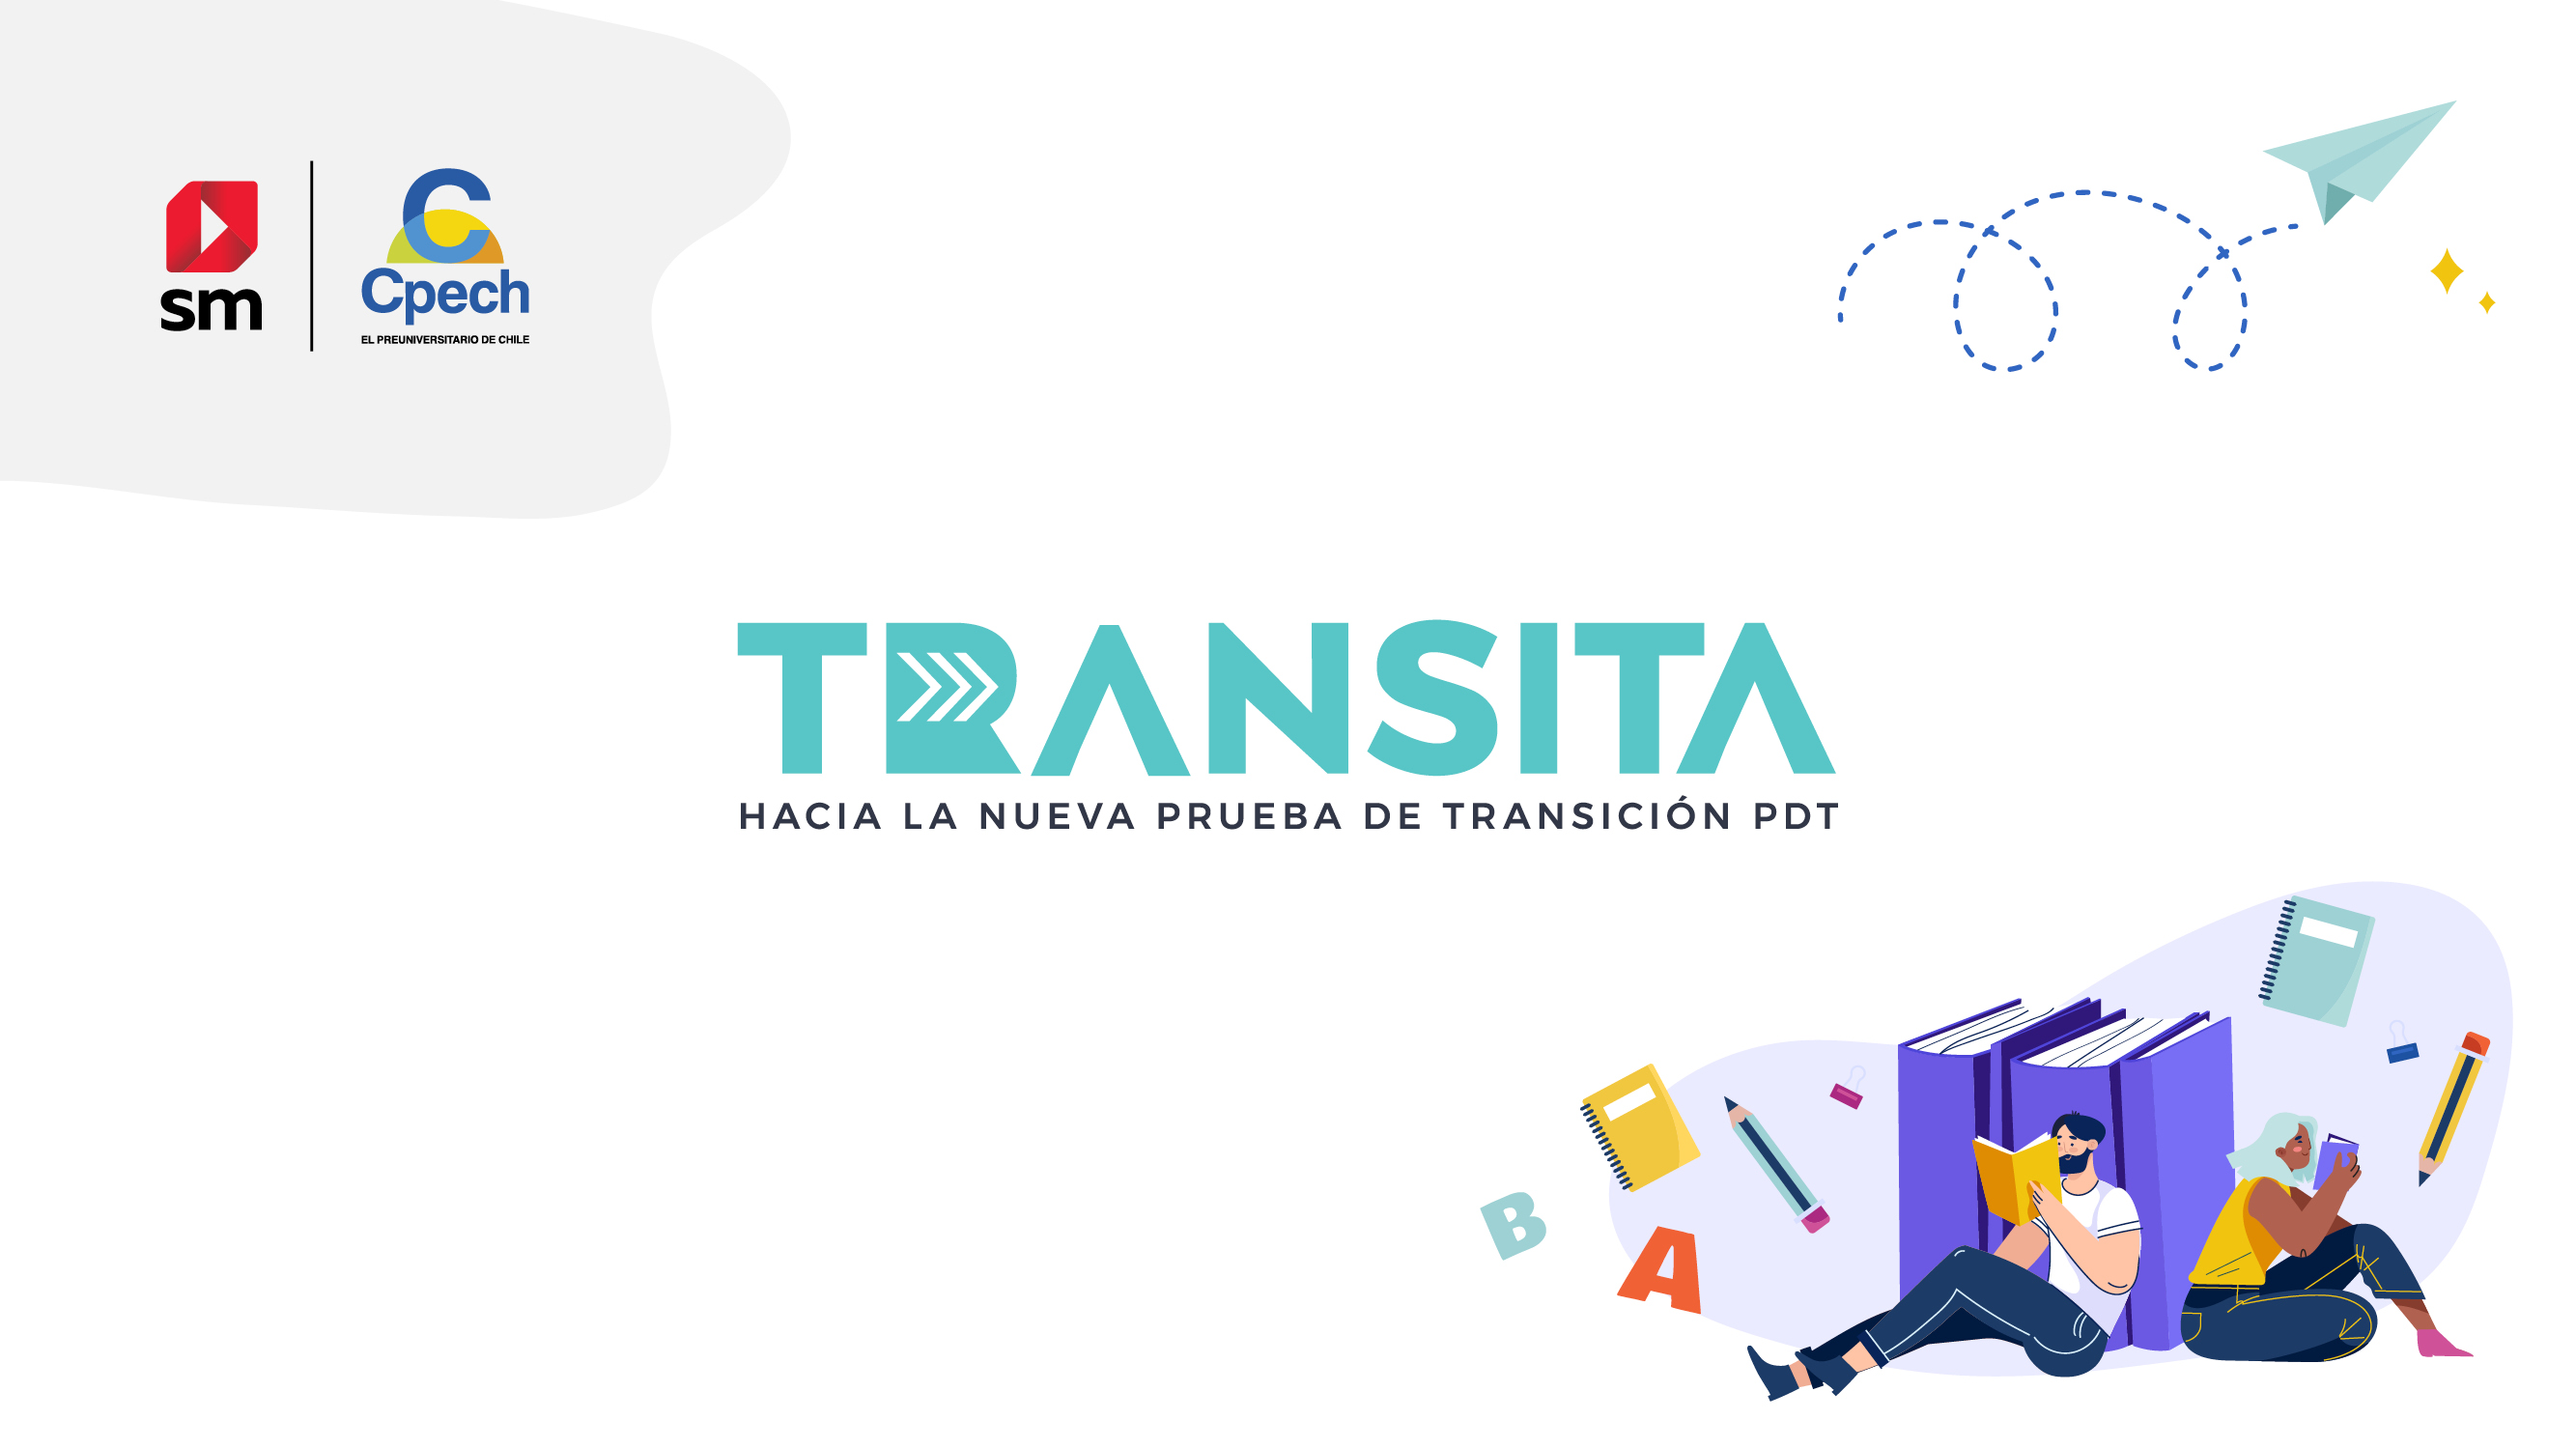 sm
C
Cpech
EL PREUNIVERSITARIO DE CHILE
TRANSITA
HACIA LA NUEVA PRUEBA DE TRANSICIÓN PDT
B
A